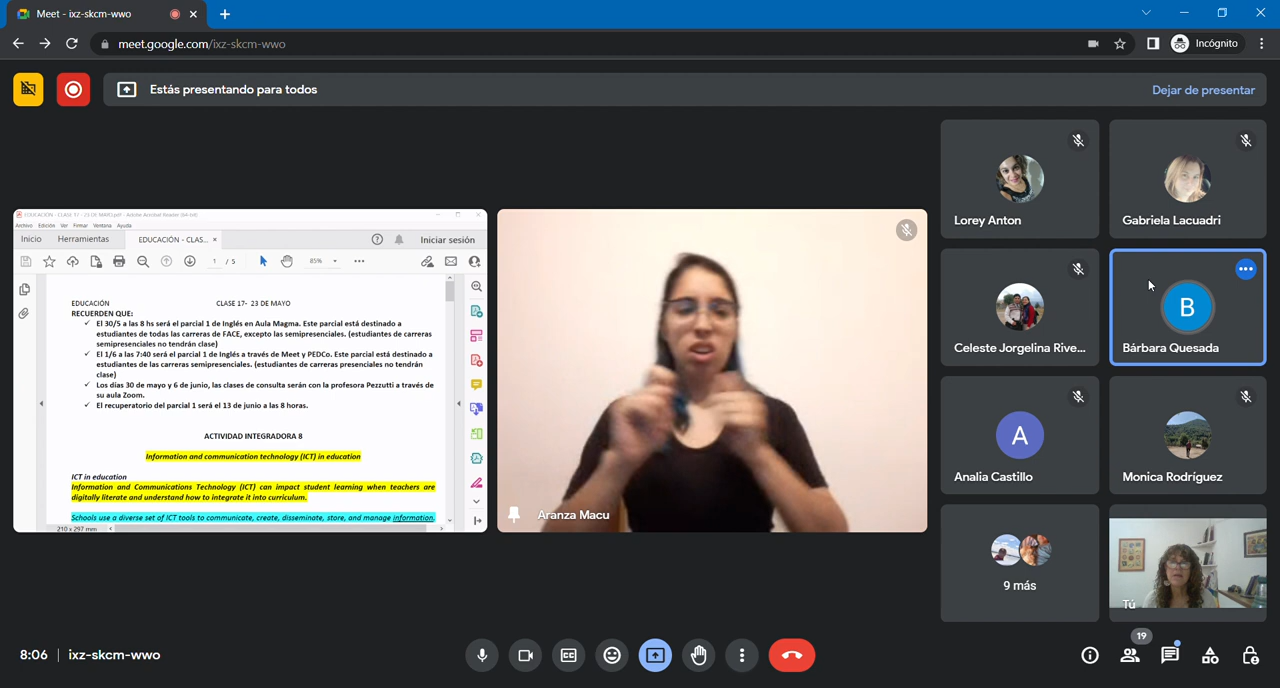 Meet - ixz-skcm-wwo
meet.google.com/ixz-skcm-wwo
Incógnito
Estás presentando para todos
Dejar de presentar
EDUCACIÓN - CLASE 17 - 23 DE MAYO.pdf - Adobe Acrobat Reader (64-bit)
Archivo Edición Ver Firmar Ventana Ayuda
Inicio Herramientas EDUCACIÓN - CLAS... × Iniciar sesión
1 / 5 85%
EDUCACIÓN CLASE 17- 23 DE MAYO
RECUERDEN QUE:
✓ El 30/5 a las 8 hs será el parcial 1 de Inglés en Aula Magma. Este parcial está destinado a
estudiantes de todas las carreras de FACE, excepto las semipresenciales. (estudiantes de carreras
semipresenciales no tendrán clase)
✓ El 1/6 a las 7:40 será el parcial 1 de Inglés a través de Meet y PEDCo. Este parcial está destinado a
estudiantes de las carreras semipresenciales. (estudiantes de carreras presenciales no tendrán
clase)
✓ Los días 30 de mayo y 6 de junio, las clases de consulta serán con la profesora Pezzutti a través de
su aula Zoom.
✓ El recuperatorio del parcial 1 será el 13 de junio a las 8 horas.
ACTIVIDAD INTEGRADORA 8
Information and communication technology (ICT) in education
ICT in education
Information and Communications Technology (ICT) can impact student learning when teachers are
digitally literate and understand how to integrate it into curriculum.
Schools use a diverse set of ICT tools to communicate, create, disseminate, store, and manage information.
210 x 297 mm
Aranza Macu
Lorey Anton
Gabriela Lacuadri
Celeste Jorgelina Rive...
B
Bárbara Quesada
A
Analia Castillo
Monica Rodríguez
9 más
Tú
8:06 | ixz-skcm-wwo
19